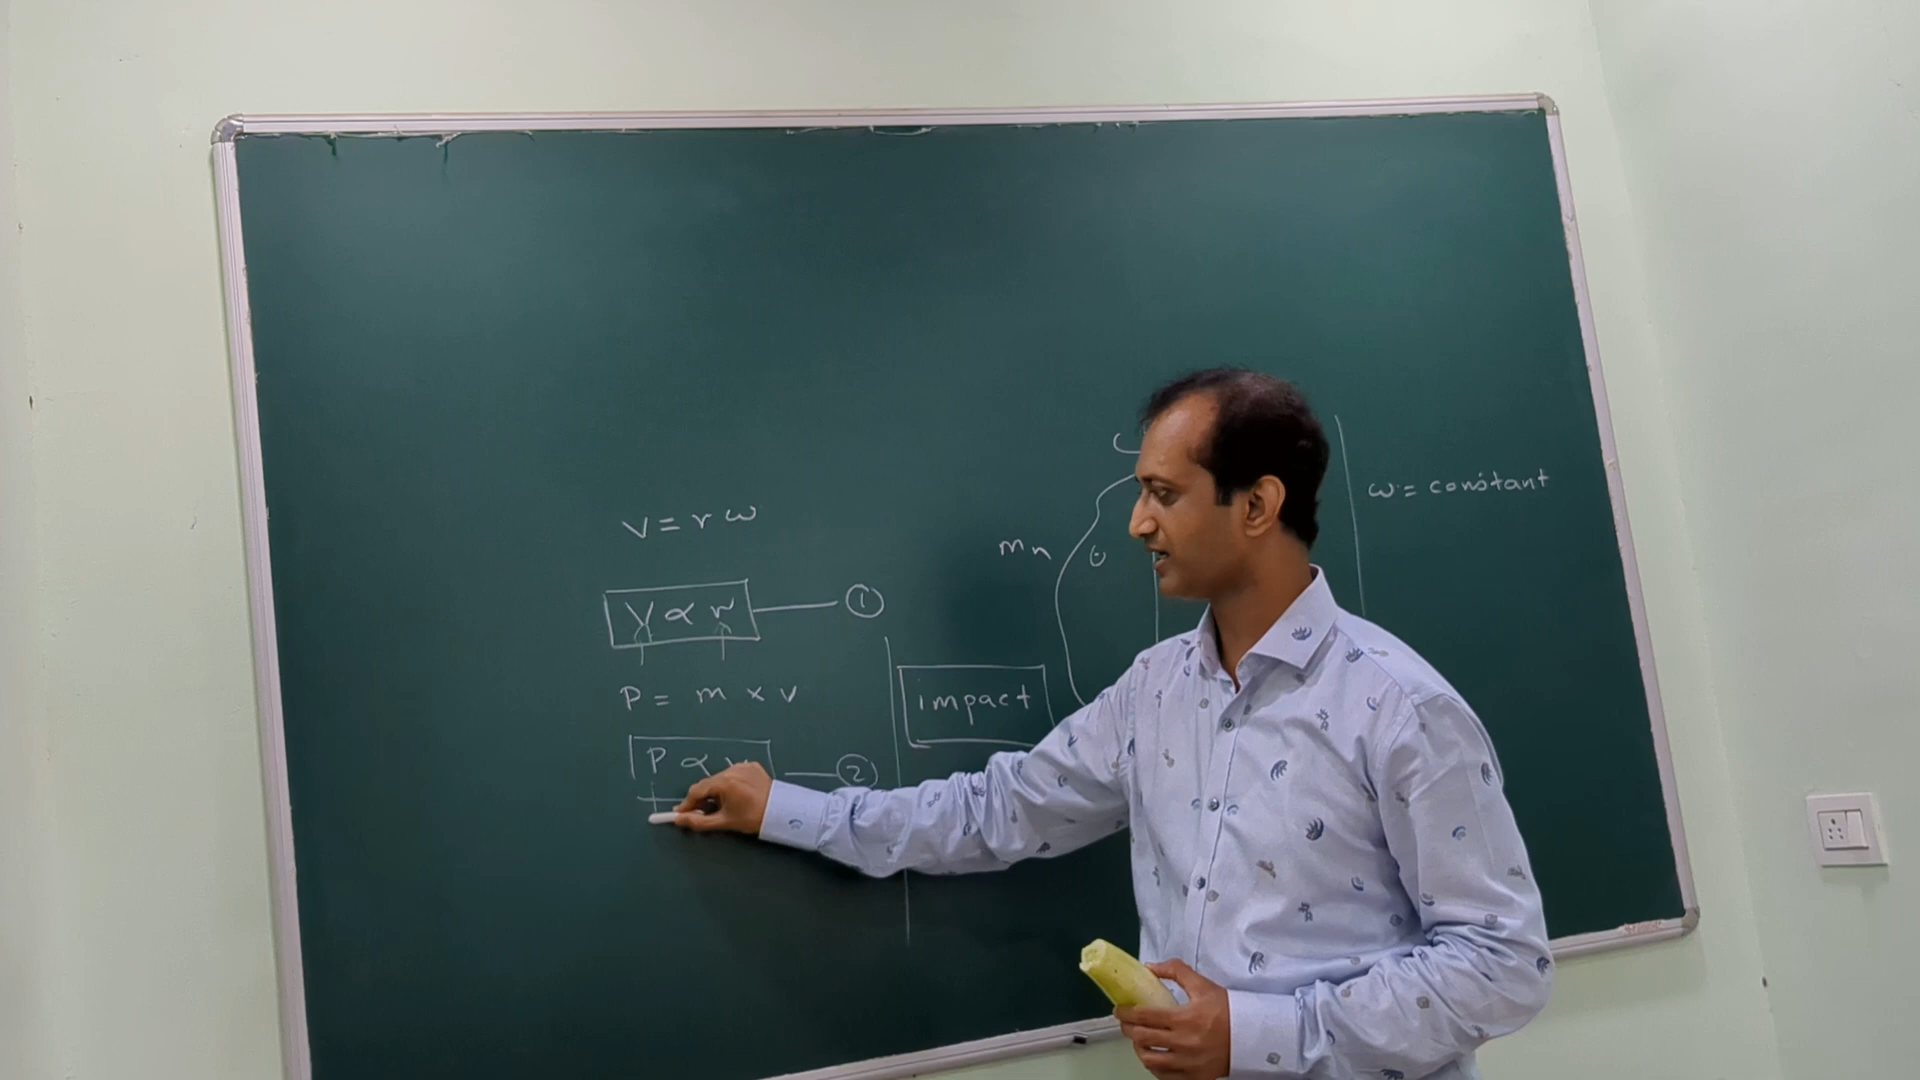 v = r ω
V ∝ r ①
P = m × v
P ∝ v ②
impact
m n
θ
ω = constant